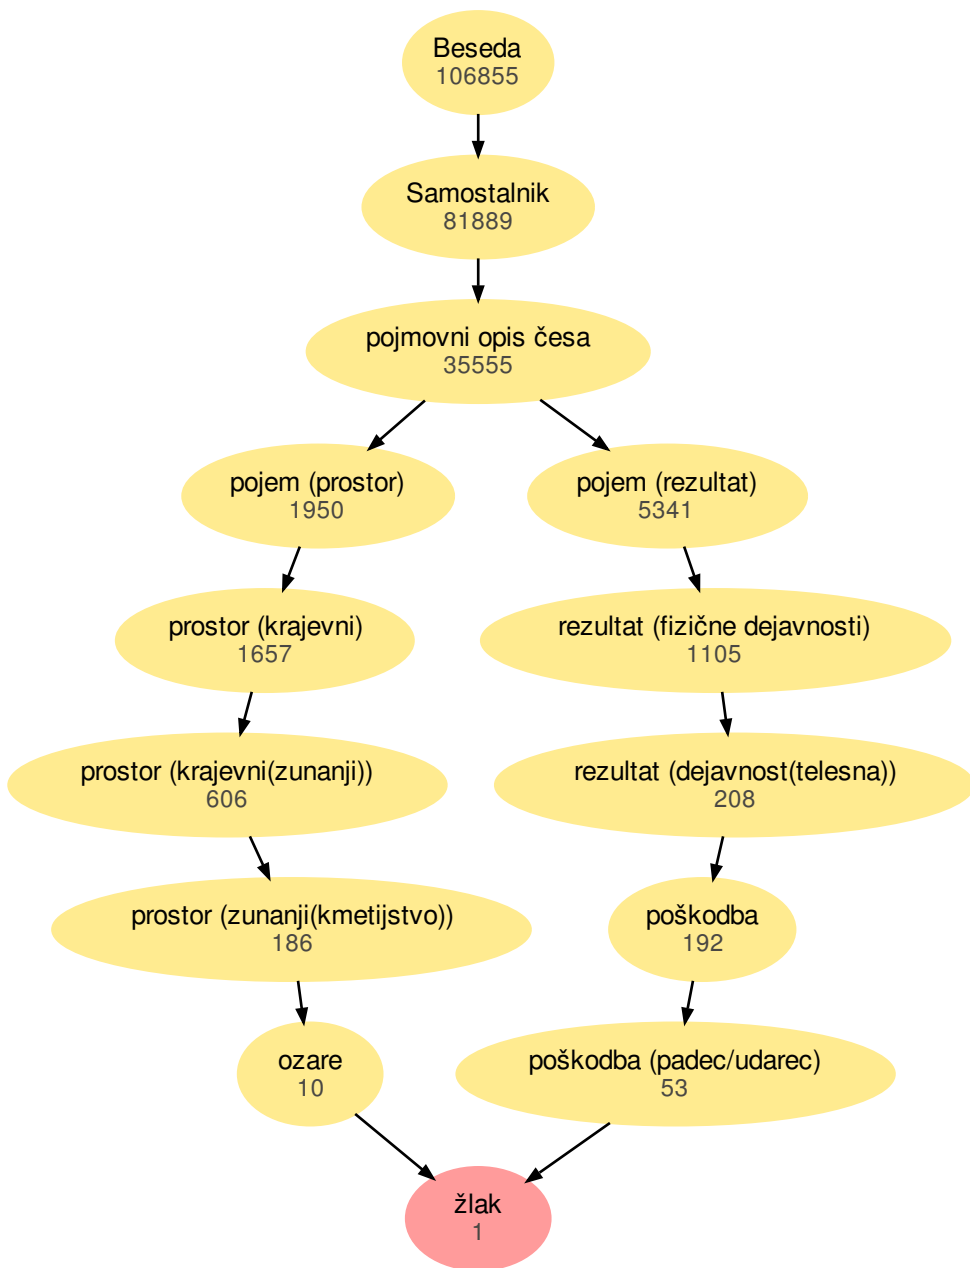 Beseda
106855
Samostalnik
81889
pojmovni opis česa
35555
pojem (prostor)
1950
pojem (rezultat)
5341
prostor (krajevni)
1657
rezultat (fizične dejavnosti)
1105
prostor (krajevni(zunanji))
606
rezultat (dejavnost(telesna))
208
prostor (zunanji(kmetijstvo))
186
poškodba
192
ozare
10
poškodba (padec/udarec)
53
žlak
1